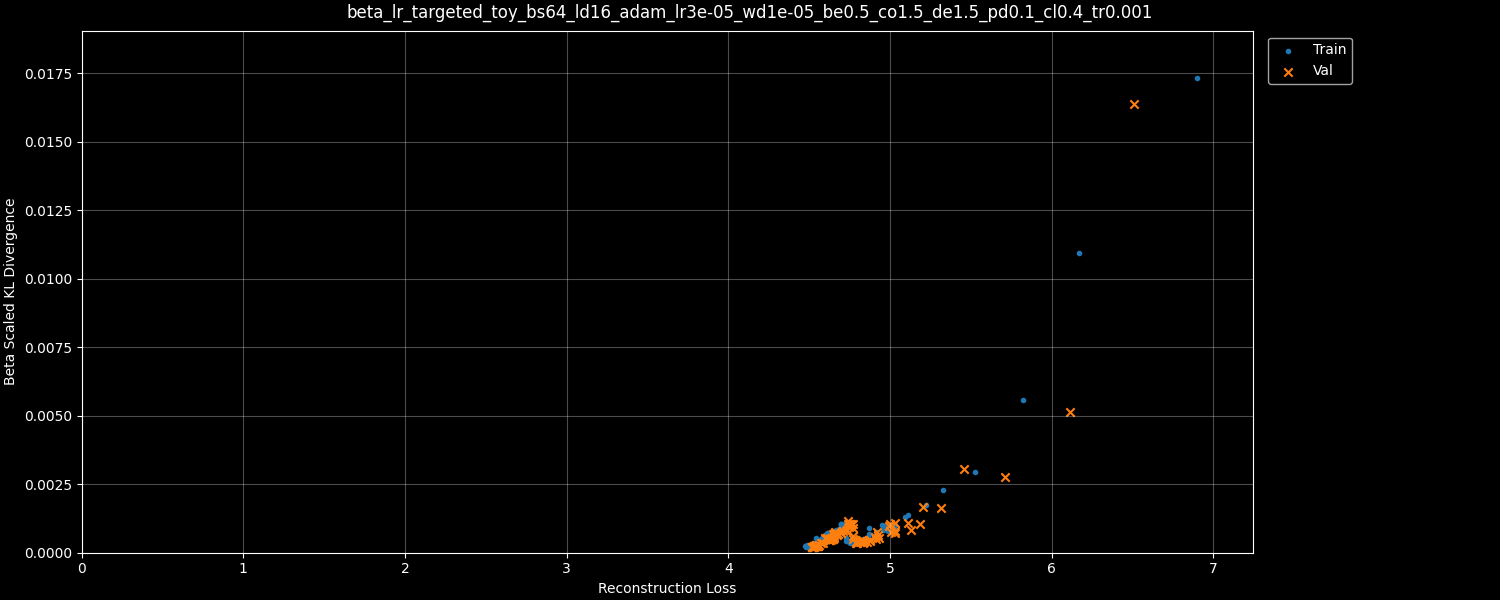 beta_lr_targeted_toy_bs64_ld16_adam_lr3e-05_wd1e-05_be0.5_co1.5_de1.5_pd0.1_cl0.4_tr0.001
Train
Val
Beta Scaled KL Divergence
0.0175
0.0150
0.0125
0.0100
0.0075
0.0050
0.0025
0.0000
0 1 2 3 4 5 6 7
Reconstruction Loss